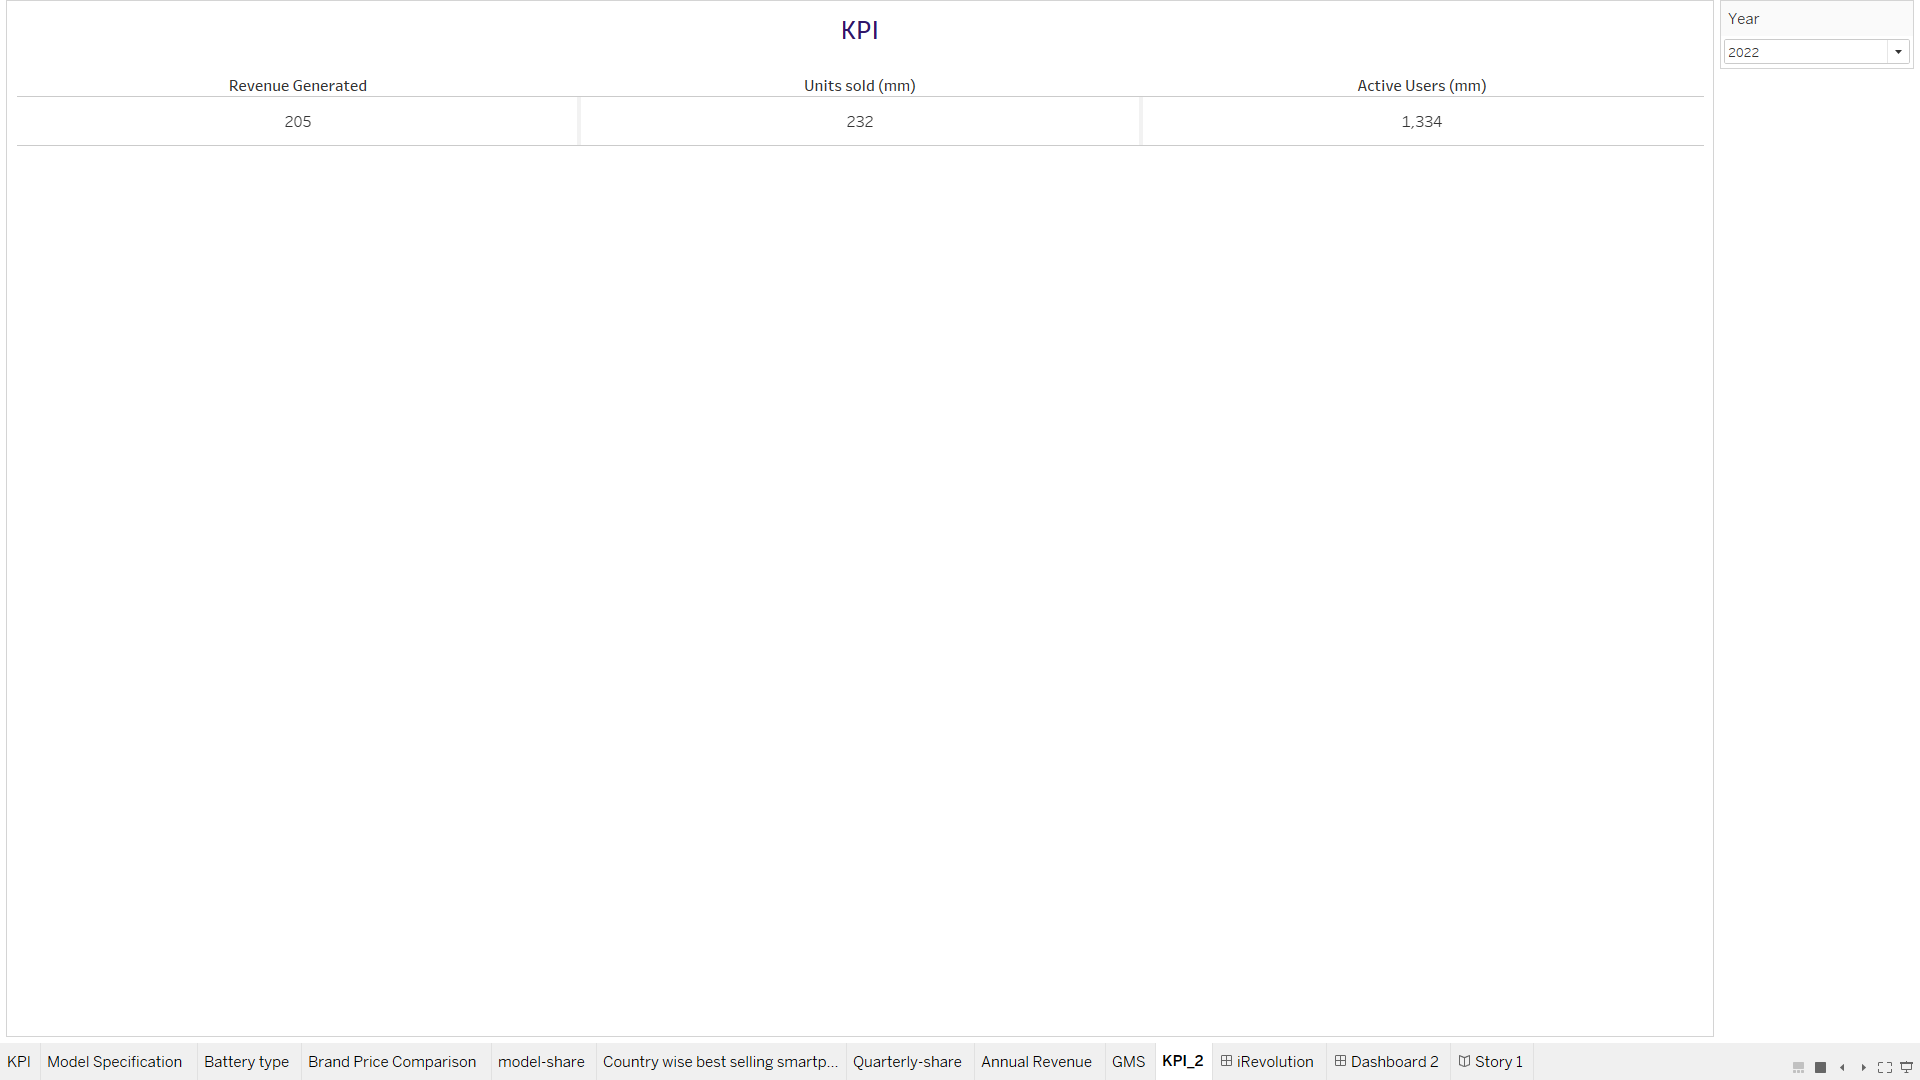 KPI
Year
2022
Revenue Generated Units sold (mm) Active Users (mm)
205 232 1,334
KPI Model Specification Battery type Brand Price Comparison model-share Country wise best selling smartp... Quarterly-share Annual Revenue GMS KPI_2 iRevolution Dashboard 2 Story 1